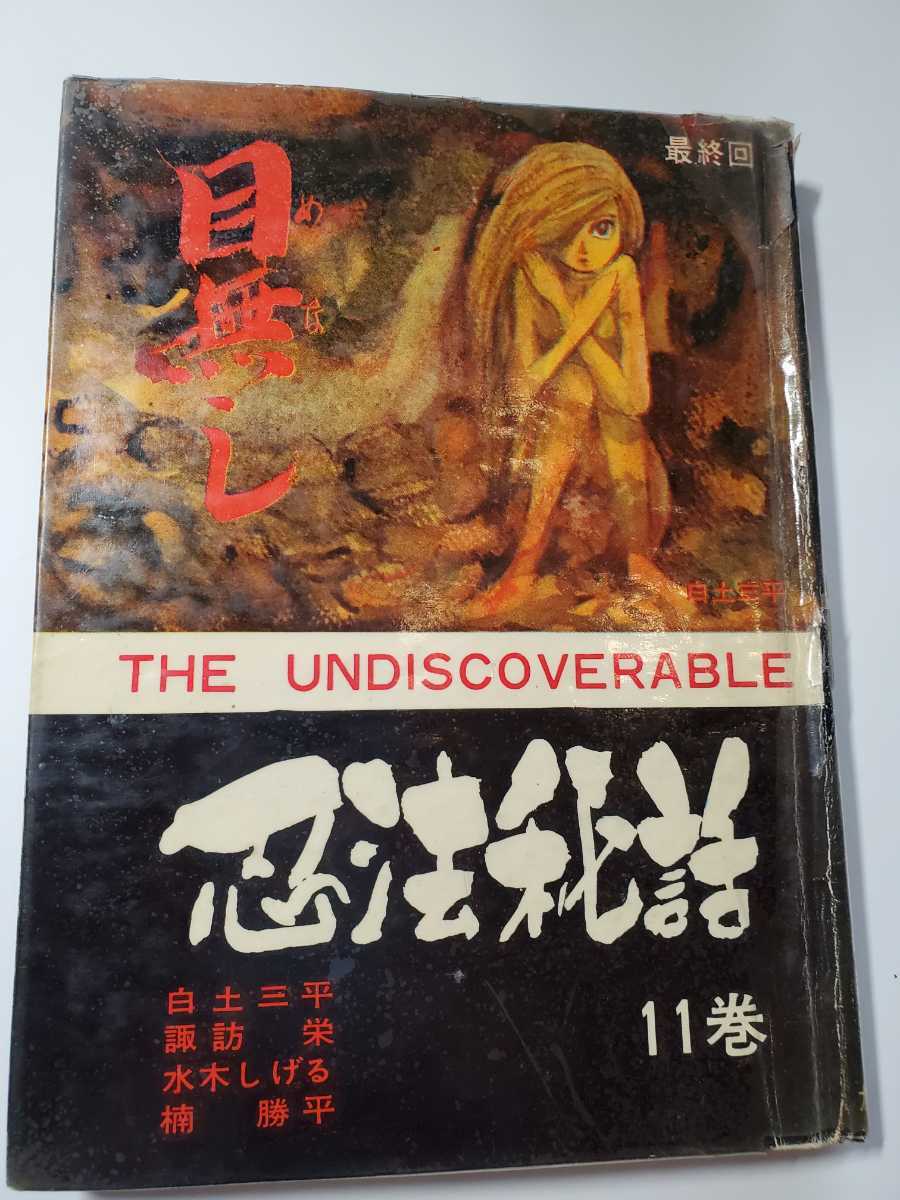 最終回
目無し
めな
白土三平
THE UNDISCOVERABLE
忍法秘話
白土三平
諏訪栄
水木しげる
楠勝平
11巻